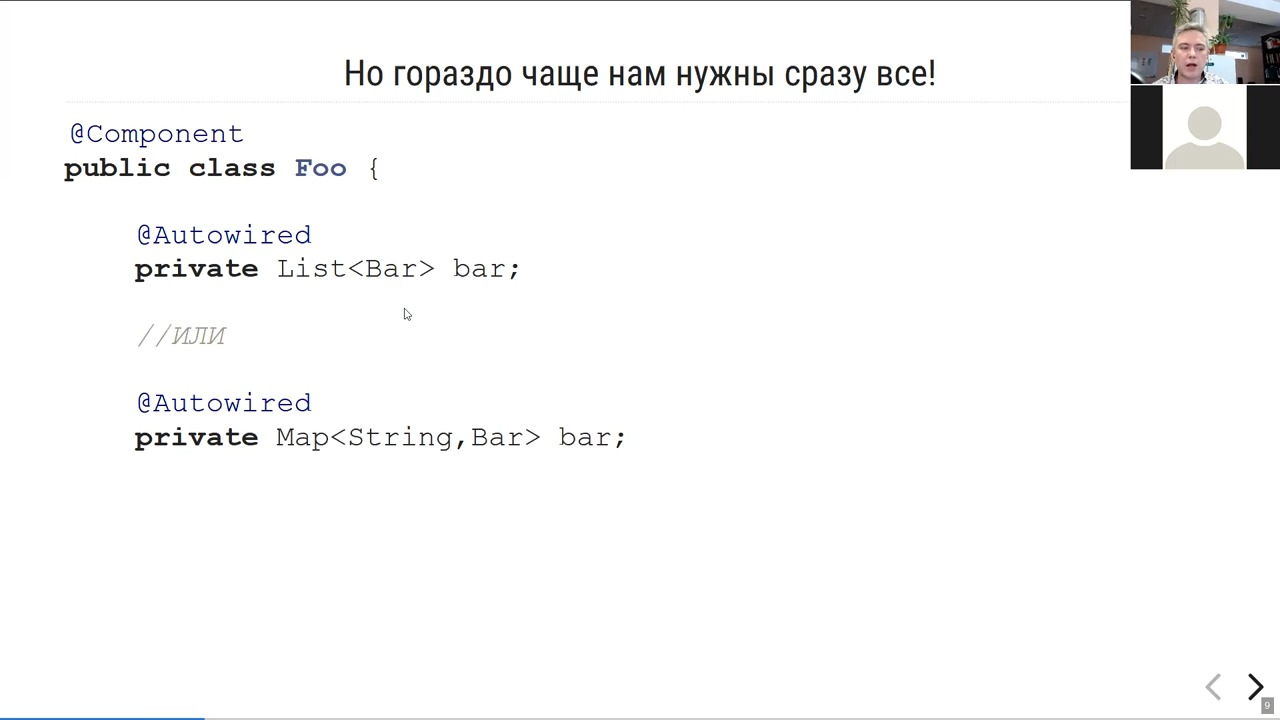 Но гораздо чаще нам нужны сразу все!
@Component
public class Foo {
@Autowired
private List<Bar> bar;
//ИЛИ
@Autowired
private Map<String,Bar> bar;
9